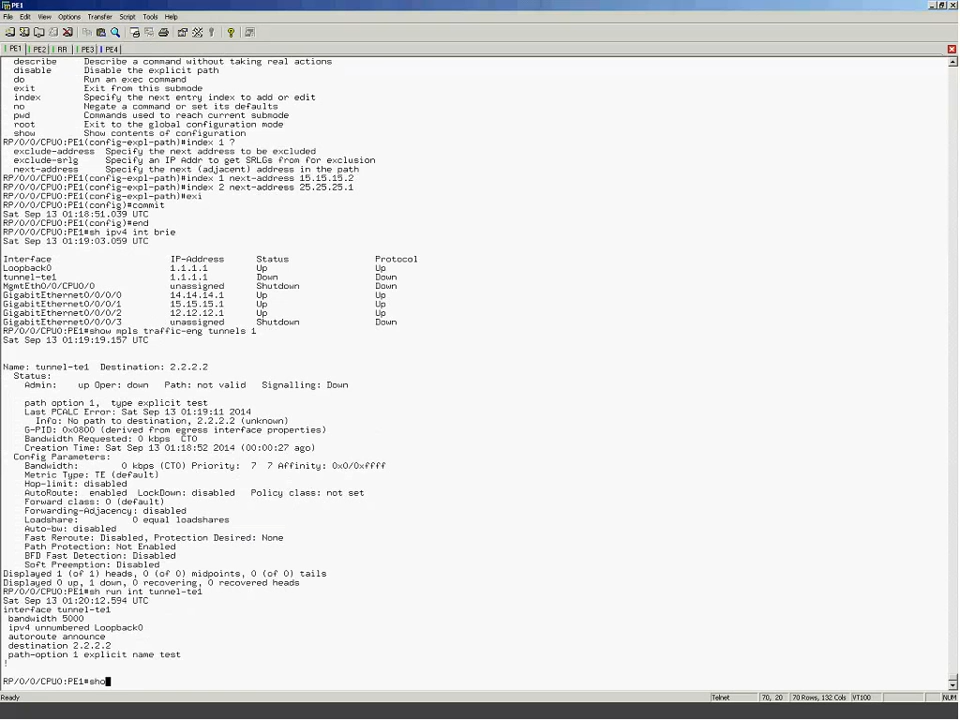 PE1
File Edit View Options Transfer Script Tools Help
PE1 PE2 RR PE3 PE4
describe Describe a command without taking real actions
disable Disable the explicit path
do Run an exec command
exit Exit from this submode
index Specify the next entry index to add or edit
no Negate a command or set its defaults
pwd Commands used to reach current submode
root Exit to the global configuration mode
show Show contents of configuration
RP/0/0/CPU0:PE1(config-expl-path)#index 1 ?
exclude-address Specify the next address to be excluded
exclude-srlg Specify an IP Addr to get SRLGs from for exclusion
next-address Specify the next (adjacent) address in the path
RP/0/0/CPU0:PE1(config-expl-path)#index 1 next-address 15.15.15.2
RP/0/0/CPU0:PE1(config-expl-path)#index 2 next-address 25.25.25.1
RP/0/0/CPU0:PE1(config-expl-path)#exi
RP/0/0/CPU0:PE1(config)#commit
Sat Sep 13 01:18:51.039 UTC
RP/0/0/CPU0:PE1(config)#end
RP/0/0/CPU0:PE1#sh ipv4 int brie
Sat Sep 13 01:19:03.059 UTC
Interface IP-Address Status Protocol
Loopback0 1.1.1.1 Up Up
tunnel-te1 1.1.1.1 Down Down
MgmtEth0/0/CPU0/0 unassigned Shutdown Down
GigabitEthernet0/0/0/0 14.14.14.1 Up Up
GigabitEthernet0/0/0/1 15.15.15.1 Up Up
GigabitEthernet0/0/0/2 12.12.12.1 Up Up
GigabitEthernet0/0/0/3 unassigned Shutdown Down
RP/0/0/CPU0:PE1#show mpls traffic-eng tunnels 1
Sat Sep 13 01:19:19.157 UTC
Name: tunnel-te1 Destination: 2.2.2.2
Status:
Admin: up Oper: down Path: not valid Signalling: Down
path option 1, type explicit test
Last PCALC Error: Sat Sep 13 01:19:11 2014
Info: No path to destination, 2.2.2.2 (unknown)
G-PID: 0x0800 (derived from egress interface properties)
Bandwidth Requested: 0 kbps CT0
Creation Time: Sat Sep 13 01:18:52 2014 (00:00:27 ago)
Config Parameters:
Bandwidth: 0 kbps (CT0) Priority: 7 7 Affinity: 0x0/0xffff
Metric Type: TE (default)
Hop-limit: disabled
AutoRoute: enabled LockDown: disabled Policy class: not set
Forward class: 0 (default)
Forwarding-Adjacency: disabled
Loadshare: 0 equal loadshares
Auto-bw: disabled
Fast Reroute: Disabled, Protection Desired: None
Path Protection: Not Enabled
BFD Fast Detection: Disabled
Soft Preemption: Disabled
Displayed 1 (of 1) heads, 0 (of 0) midpoints, 0 (of 0) tails
Displayed 0 up, 1 down, 0 recovering, 0 recovered heads
RP/0/0/CPU0:PE1#sh run int tunnel-te1
Sat Sep 13 01:20:12.594 UTC
interface tunnel-te1
bandwidth 5000
ipv4 unnumbered Loopback0
autoroute announce
destination 2.2.2.2
path-option 1 explicit name test
!
RP/0/0/CPU0:PE1#sho
Ready Telnet 70, 20 70 Rows, 132 Cols VT100 NUM